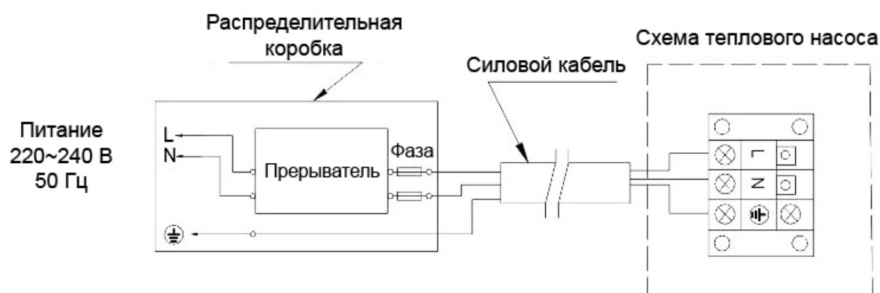 Распределительная
коробка
Схема теплового насоса
Силовой кабель
Питание
220~240 В
50 Гц
L
N
Прерыватель
Фаза
L
N